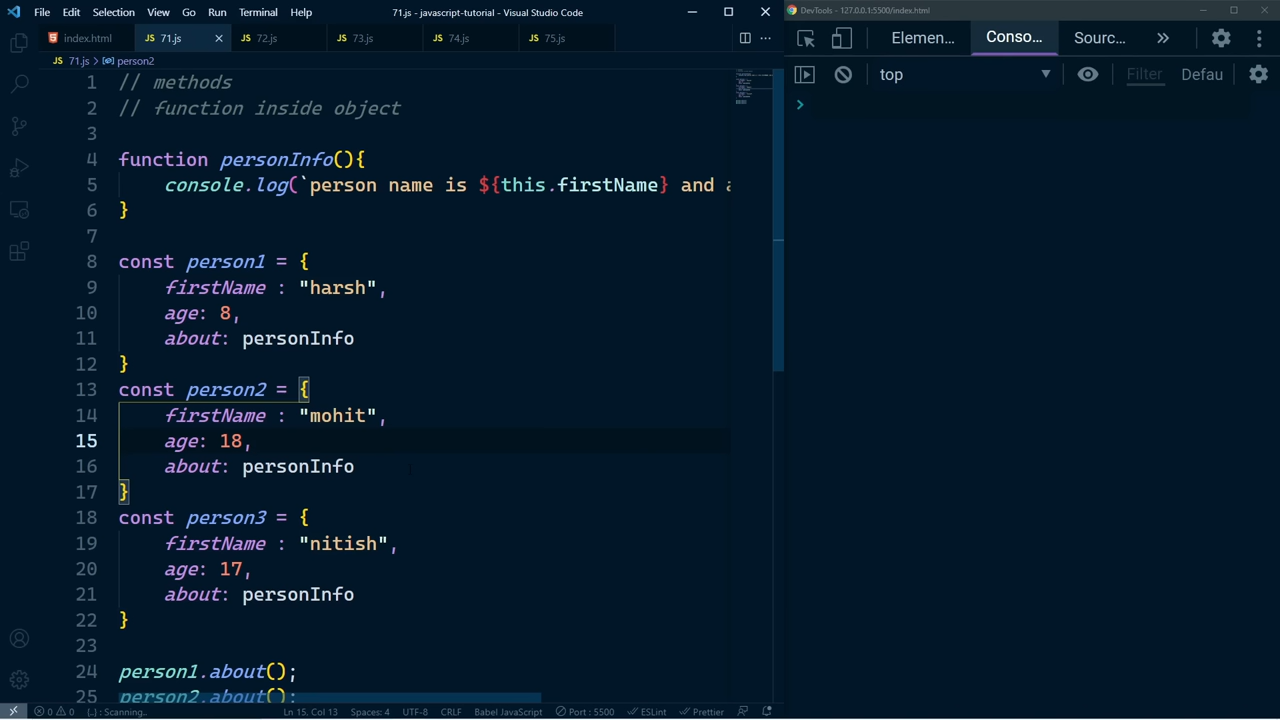 File Edit Selection View Go Run Terminal Help
71.js - javascript-tutorial - Visual Studio Code
DevTools - 127.0.0.1:5500/index.html
index.html 71.js 72.js 73.js 74.js 75.js
Elemen... Conso... Sourc...
71.js > person2
top Filter Defau
1 // methods
2 // function inside object
3
4 function personInfo(){
5 console.log(`person name is ${this.firstName} and a
6 }
7
8 const person1 = {
9 firstName : "harsh",
10 age: 8,
11 about: personInfo
12 }
13 const person2 = {
14 firstName : "mohit",
15 age: 18,
16 about: personInfo
17 }
18 const person3 = {
19 firstName : "nitish",
20 age: 17,
21 about: personInfo
22 }
23
24 person1.about();
25 person2.about();
0 0 {..} : Scanning.. Ln 15, Col 13 Spaces: 4 UTF-8 CRLF Babel JavaScript Port : 5500 ESLint Prettier